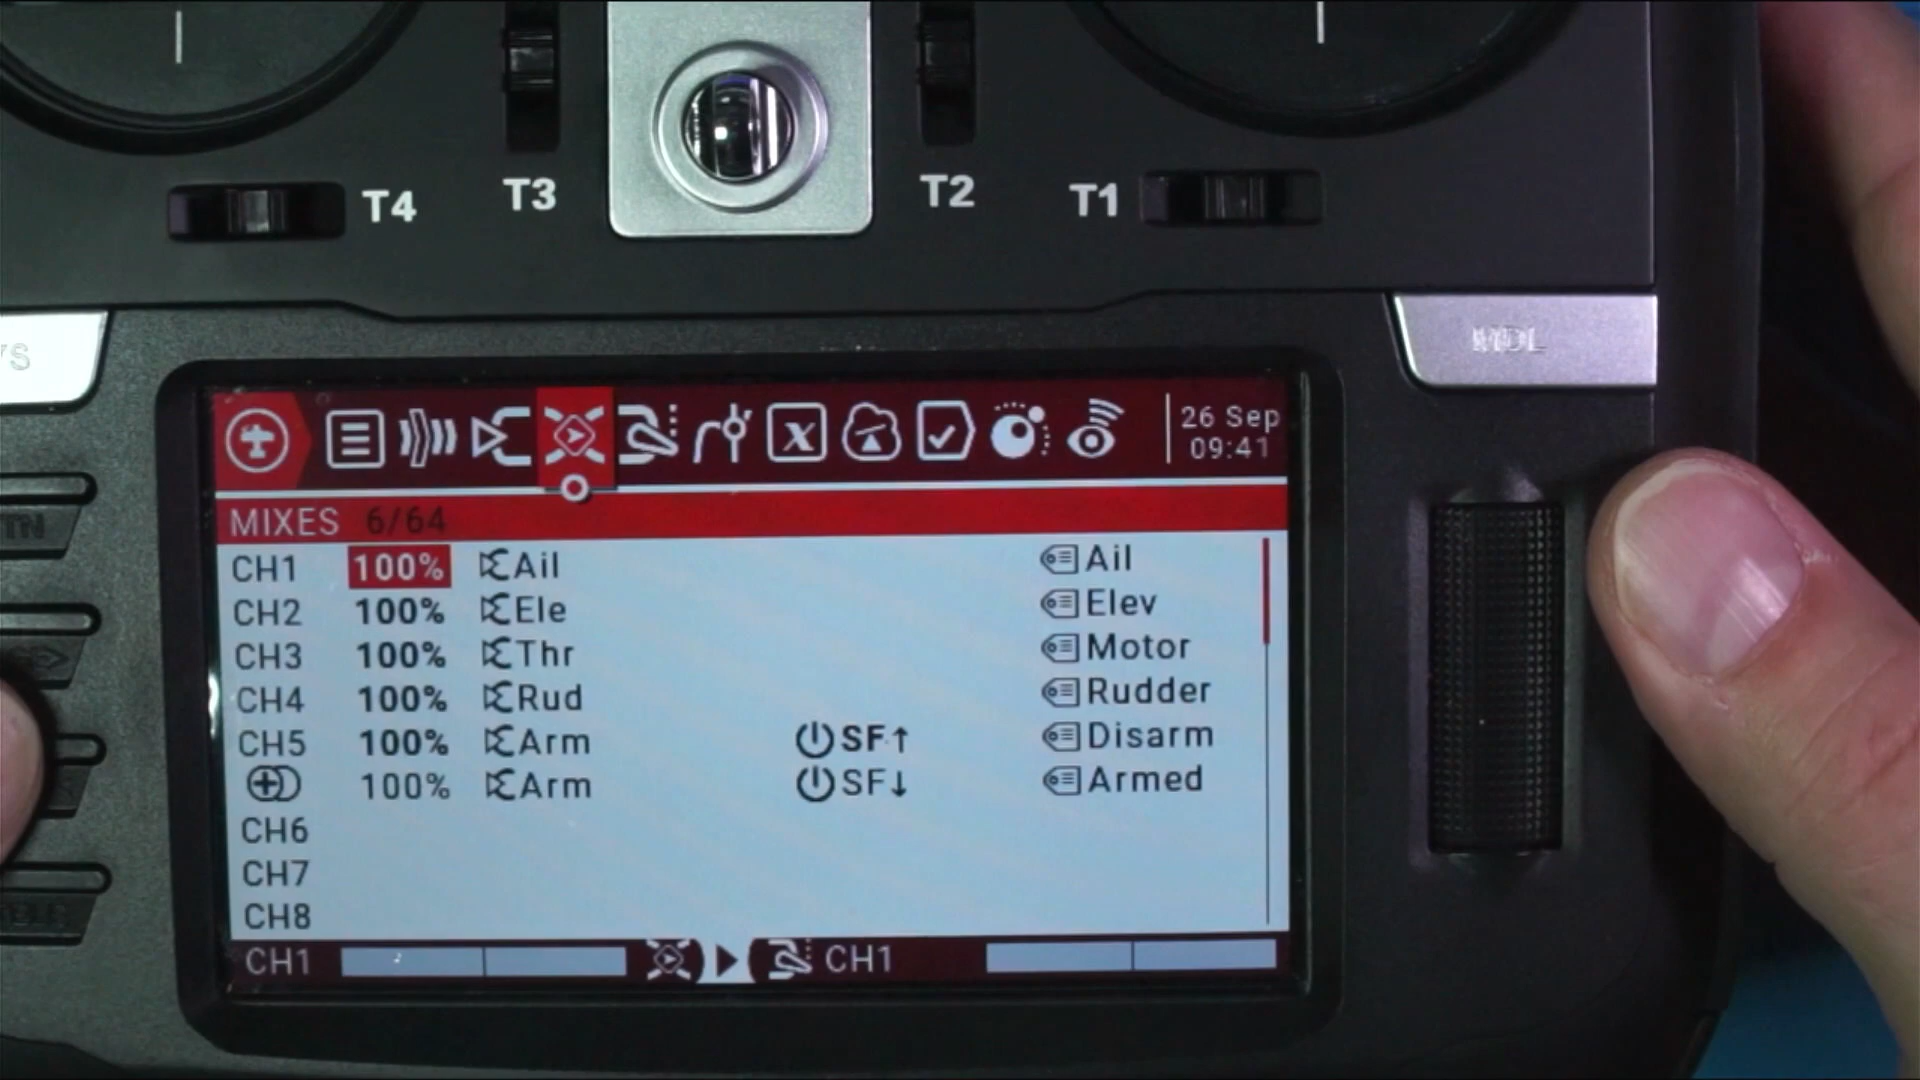 T4 T3 T2 T1
MDL
26 Sep
09:41
MIXES 6/64
CH1 100% Ail Ail
CH2 100% Ele Elev
CH3 100% Thr Motor
CH4 100% Rud Rudder
CH5 100% Arm SF↑ Disarm
100% Arm SF↓ Armed
CH6
CH7
CH8
CH1 CH1